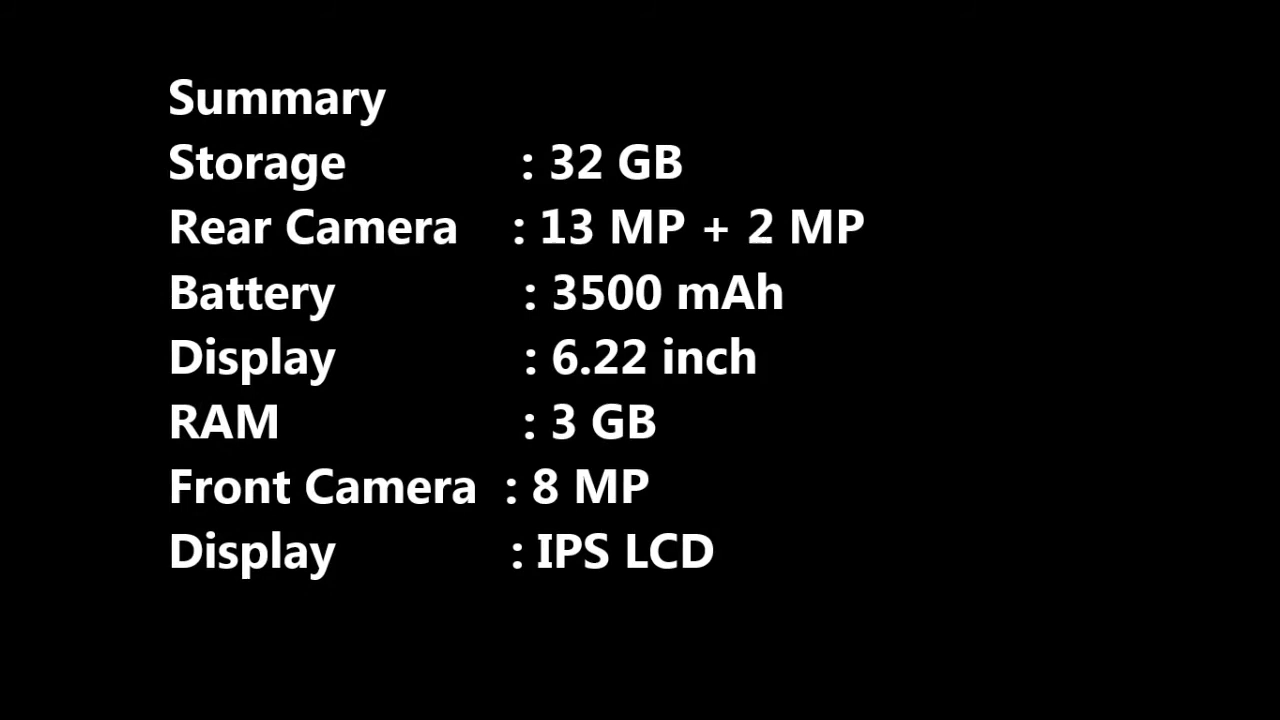 Summary
Storage : 32 GB
Rear Camera : 13 MP + 2 MP
Battery : 3500 mAh
Display : 6.22 inch
RAM : 3 GB
Front Camera : 8 MP
Display : IPS LCD